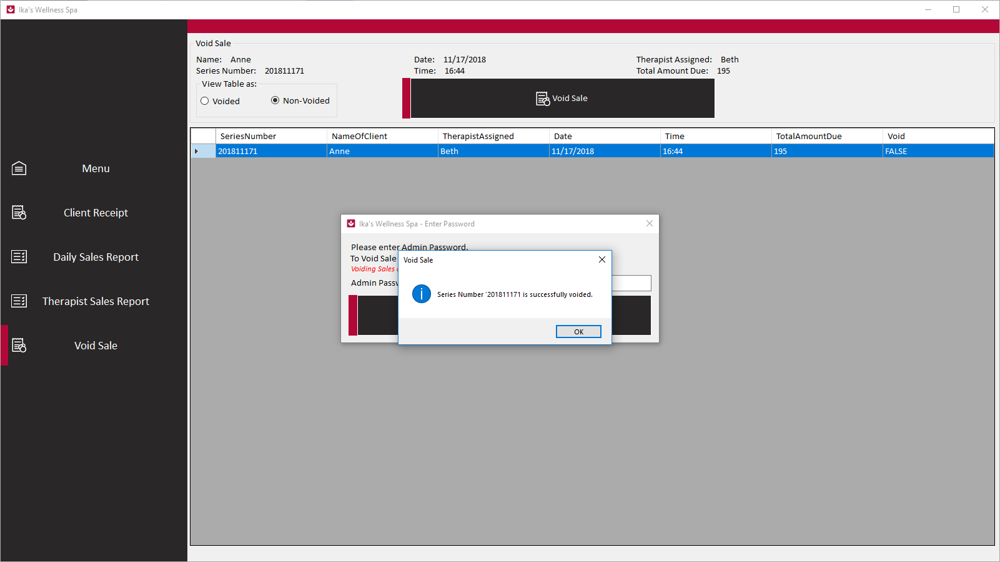 Ika's Wellness Spa
Void Sale
Name: Anne
Date: 11/17/2018
Therapist Assigned: Beth
Series Number: 201811171
Time: 16:44
Total Amount Due: 195
View Table as:
Voided
Non-Voided
Void Sale
SeriesNumber NameOfClient TherapistAssigned Date Time TotalAmountDue Void
201811171 Anne Beth 11/17/2018 16:44 195 FALSE
Menu
Client Receipt
Daily Sales Report
Therapist Sales Report
Void Sale
Ika's Wellness Spa - Enter Password
Please enter Admin Password.
To Void Sale
Voiding Sales
Admin
Void Sale
Series Number '201811171 is successfully voided.
OK